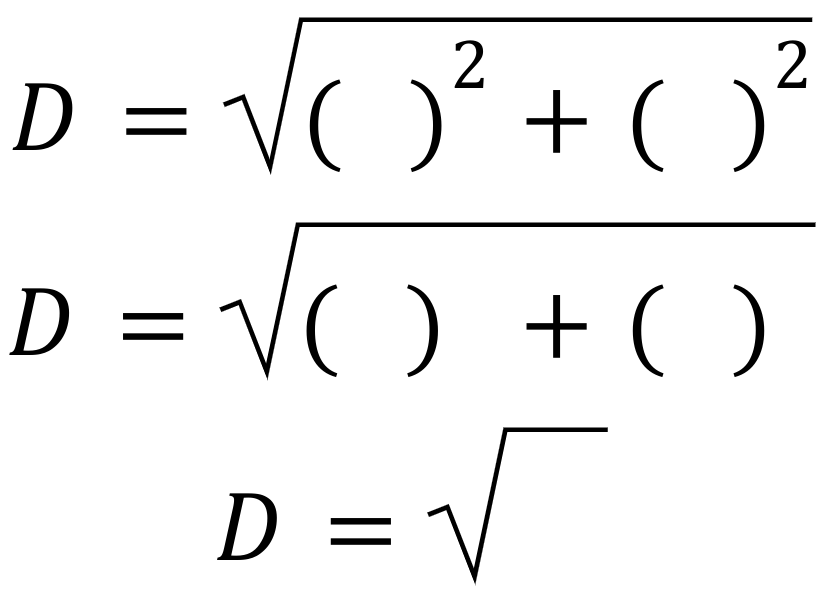 D = √( )² + ( )²
D = √( ) + ( )
D = √